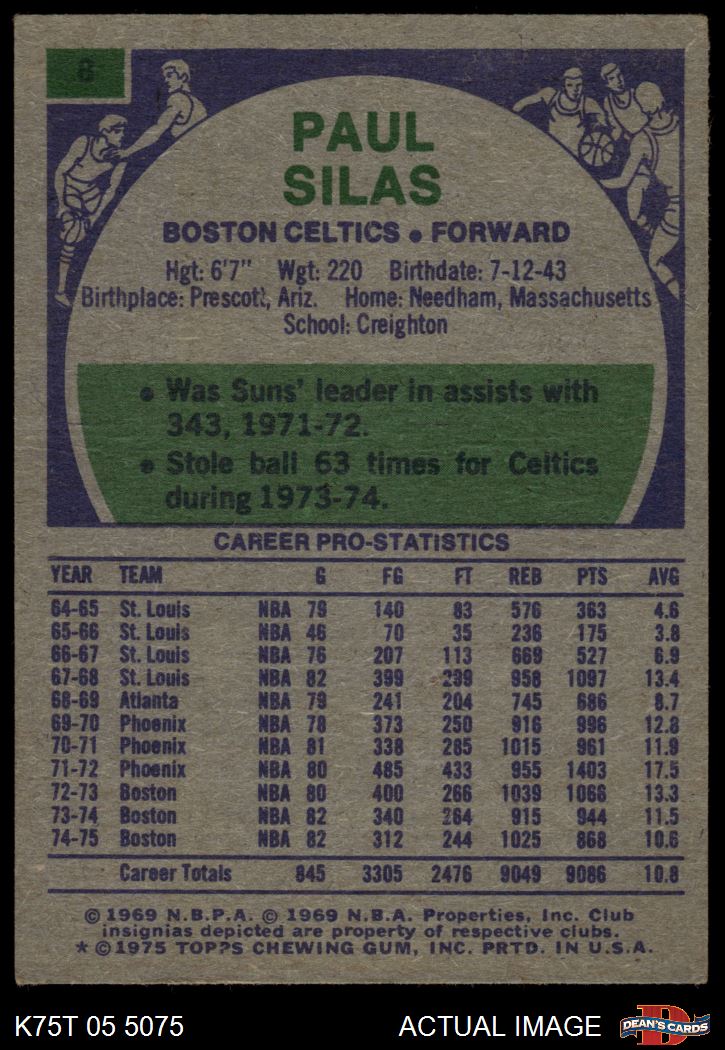 8
PAUL
SILAS
BOSTON CELTICS • FORWARD
Hgt: 6'7" Wgt: 220 Birthdate: 7-12-43
Birthplace: Prescott, Ariz. Home: Needham, Massachusetts
School: Creighton
• Was Suns' leader in assists with
343, 1971-72.
• Stole ball 63 times for Celtics
during 1973-74.
CAREER PRO-STATISTICS
YEAR TEAM G FG FT REB PTS AVG
64-65 St. Louis NBA 79 140 83 576 363 4.6
65-66 St. Louis NBA 46 70 35 236 175 3.8
66-67 St. Louis NBA 76 207 113 669 527 6.9
67-68 St. Louis NBA 82 399 299 958 1097 13.4
68-69 Atlanta NBA 79 241 204 745 686 8.7
69-70 Phoenix NBA 78 373 250 916 996 12.8
70-71 Phoenix NBA 81 338 285 1015 961 11.9
71-72 Phoenix NBA 80 485 433 955 1403 17.5
72-73 Boston NBA 80 400 266 1039 1066 13.3
73-74 Boston NBA 82 340 264 915 944 11.5
74-75 Boston NBA 82 312 244 1025 868 10.6
Career Totals 845 3305 2476 9049 9086 10.8
© 1969 N.B.P.A. © 1969 N.B.A. Properties, Inc. Club
insignias depicted are property of respective clubs.
* © 1975 TOPPS CHEWING GUM, INC. PRTD. IN U.S.A.
K75T 05 5075 ACTUAL IMAGE
D
DEAN'S CARDS